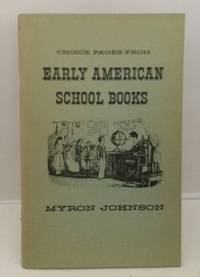 CHOICE PAGES FROM
EARLY AMERICAN
SCHOOL BOOKS
MYRON JOHNSON